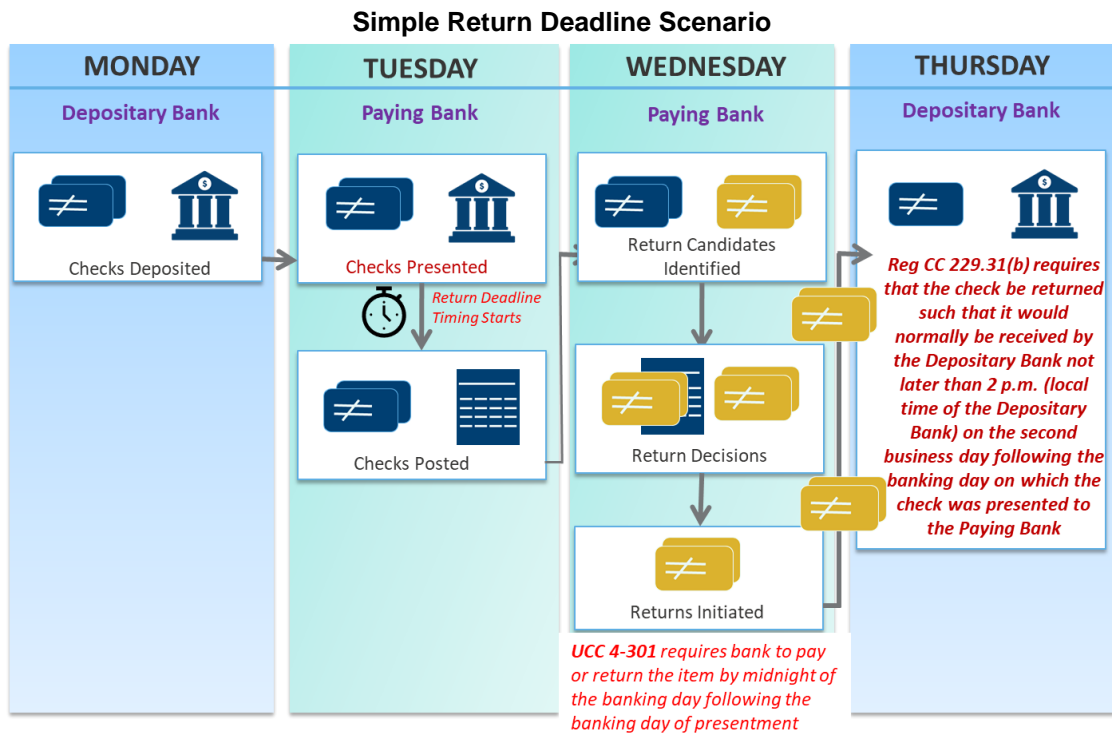 Simple Return Deadline Scenario
MONDAY
Depositary Bank
$
Checks Deposited
TUESDAY
Paying Bank
$
Checks Presented
Return Deadline
Timing Starts
Checks Posted
WEDNESDAY
Paying Bank
Return Candidates
Identified
Return Decisions
Returns Initiated
UCC 4-301 requires bank to pay
or return the item by midnight of
the banking day following the
banking day of presentment
THURSDAY
Depositary Bank
$
Reg CC 229.31(b) requires
that the check be returned
such that it would
normally be received by
the Depositary Bank not
later than 2 p.m. (local
time of the Depositary
Bank) on the second
business day following the
banking day on which the
check was presented to
the Paying Bank